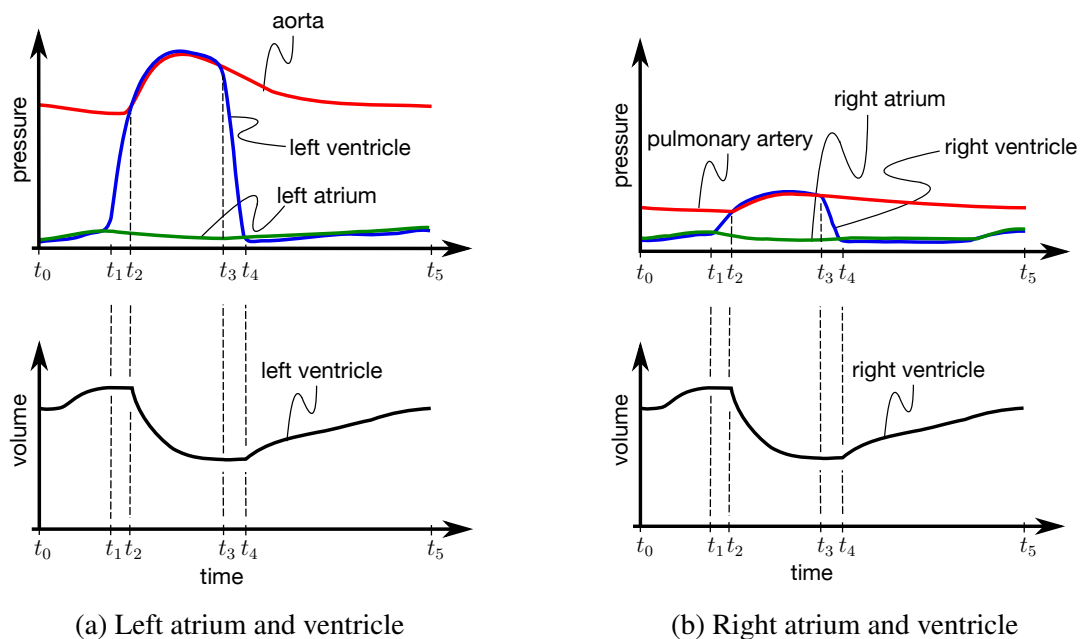 aorta
pressure
left ventricle
left atrium
t0 t1 t2 t3 t4 t5
left ventricle
volume
t0 t1 t2 t3 t4 t5
time
(a) Left atrium and ventricle
right atrium
pulmonary artery
right ventricle
pressure
t0 t1 t2 t3 t4 t5
right ventricle
volume
t0 t1 t2 t3 t4 t5
time
(b) Right atrium and ventricle